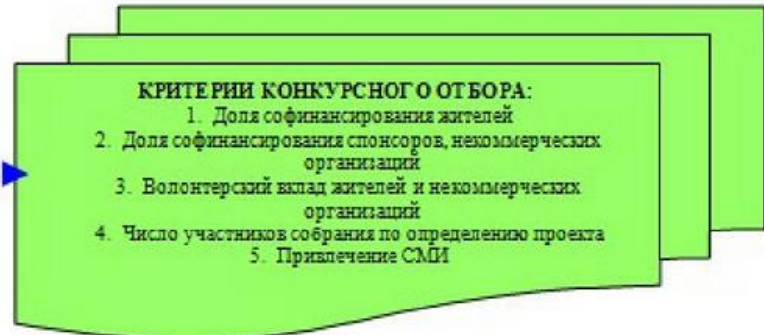 КРИТЕРИИ КОНКУРСНОГО ОТБОРА:
1. Доля софинансирования жителей
2. Доля софинансирования спонсоров, некоммерческих
организаций
3. Волонтерский вклад жителей и некоммерческих
организаций
4. Число участников собрания по определению проекта
5. Привлечение СМИ